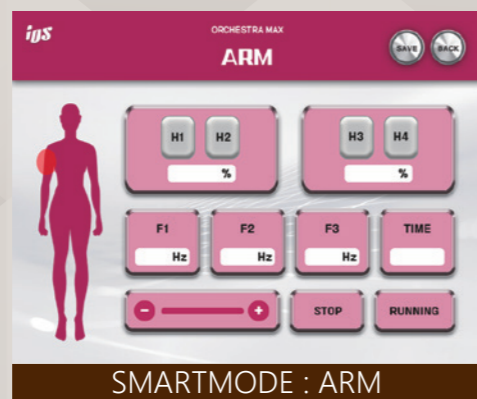 igs
ORCHESTRA MAX
ARM
SAVE
BACK
H1 H2
%
H3 H4
%
F1
Hz
F2
Hz
F3
Hz
TIME
STOP
RUNNING
SMARTMODE : ARM